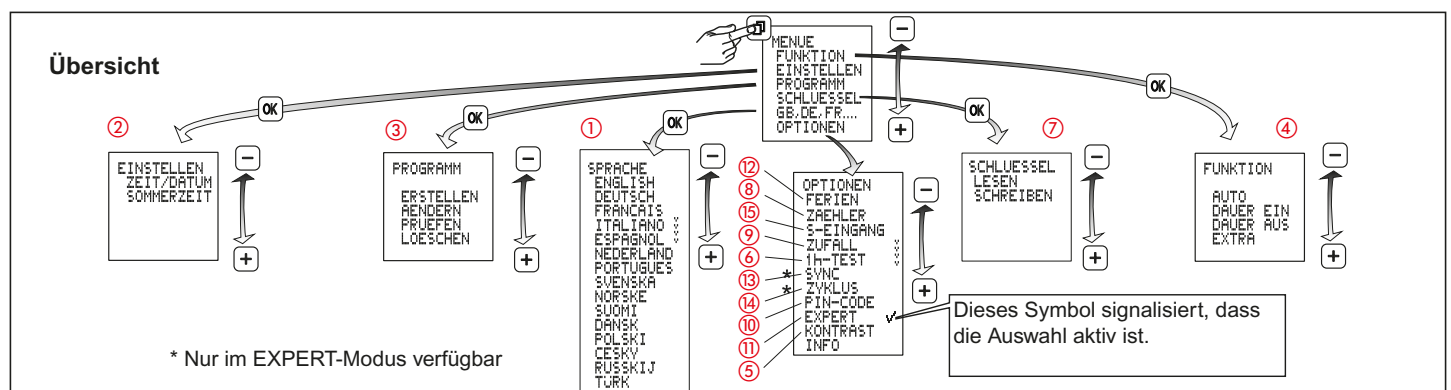 Übersicht
MENUE
FUNKTION
EINSTELLEN
PROGRAMM
SCHLUESSEL
GB,DE,FR....
OPTIONEN
−
+
OK
OK
OK
OK
OK
②
EINSTELLEN
ZEIT/DATUM
SOMMERZEIT
−
+
③
PROGRAMM
ERSTELLEN
AENDERN
PRUEFEN
LOESCHEN
−
+
①
SPRACHE
ENGLISH
DEUTSCH
FRANCAIS
ITALIANO
ESPAGNOL
NEDERLAND
PORTUGUES
SVENSKA
NORSKE
SUOMI
DANSK
POLSKI
CESKY
RUSSKIJ
TURK
−
+
OPTIONEN
⑫ FERIEN
⑧ ZAEHLER
⑮ S-EINGANG
⑨ ZUFALL
⑥ 1h-TEST
⑬ * SYNC
⑭ * ZYKLUS
⑩ PIN-CODE
⑪ EXPERT ✓
⑤ KONTRAST
INFO
−
+
⑦
SCHLUESSEL
LESEN
SCHREIBEN
−
+
④
FUNKTION
AUTO
DAUER EIN
DAUER AUS
EXTRA
−
+
Dieses Symbol signalisiert, dass
die Auswahl aktiv ist.
* Nur im EXPERT-Modus verfügbar